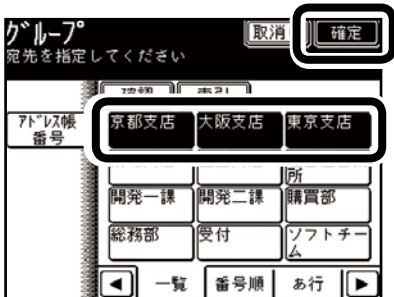 グループ
宛先を指定してください
取消
確定
アドレス帳
番号
京都支店
大阪支店
東京支店
所
開発一課
開発二課
購買部
総務部
受付
ソフトチー
ム
一覧
番号順
あ行